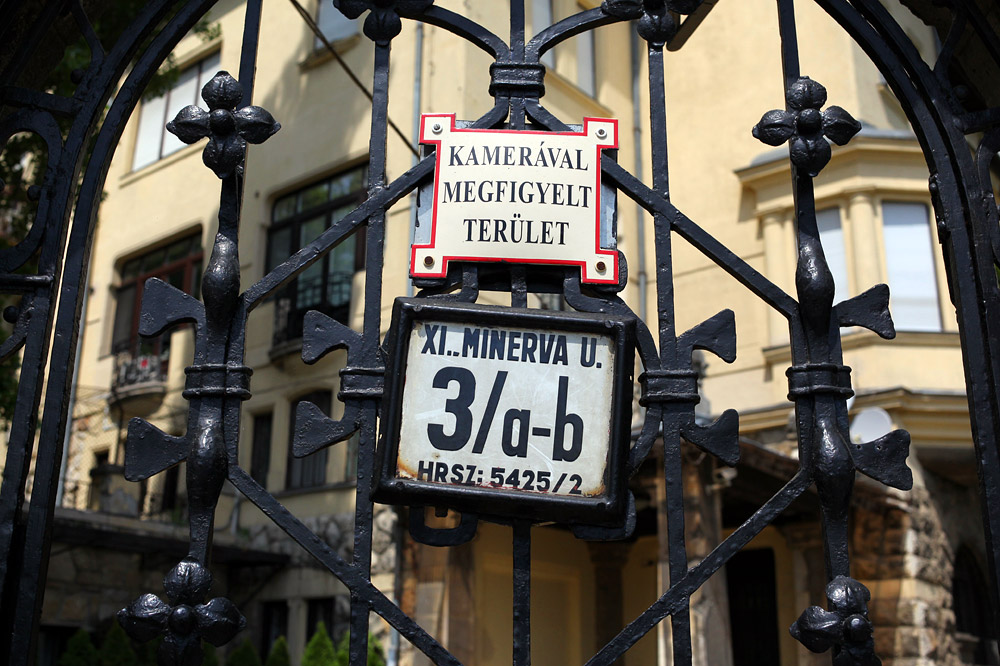 KAMERÁVAL
MEGFIGYELT
TERÜLET
XI.. MINERVA U.
3/a-b
HRSZ: 5425/2